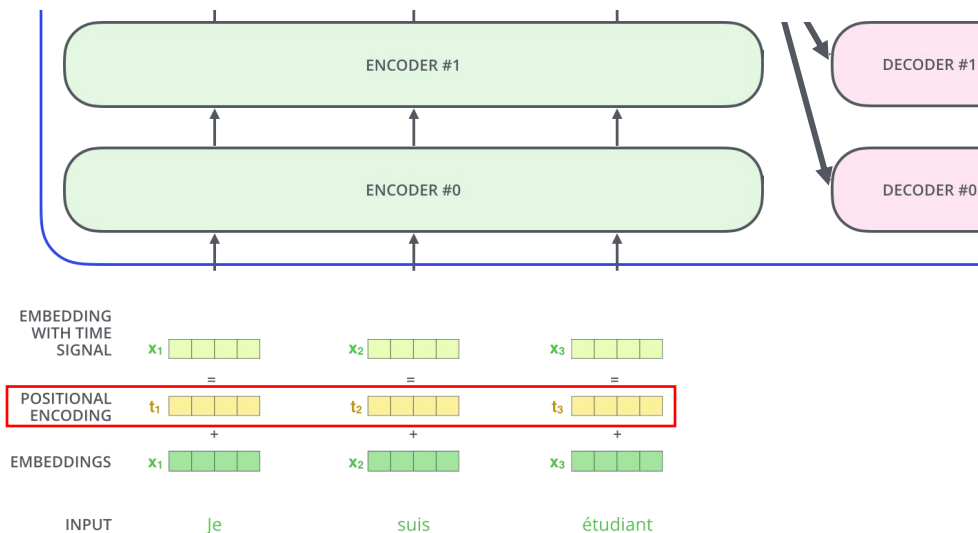 ENCODER #1
DECODER #1
ENCODER #0
DECODER #0
EMBEDDING
WITH TIME
SIGNAL
x₁ x₂ x₃
= = =
POSITIONAL
ENCODING
t₁ t₂ t₃
+ + +
EMBEDDINGS x₁ x₂ x₃
INPUT Je suis étudiant